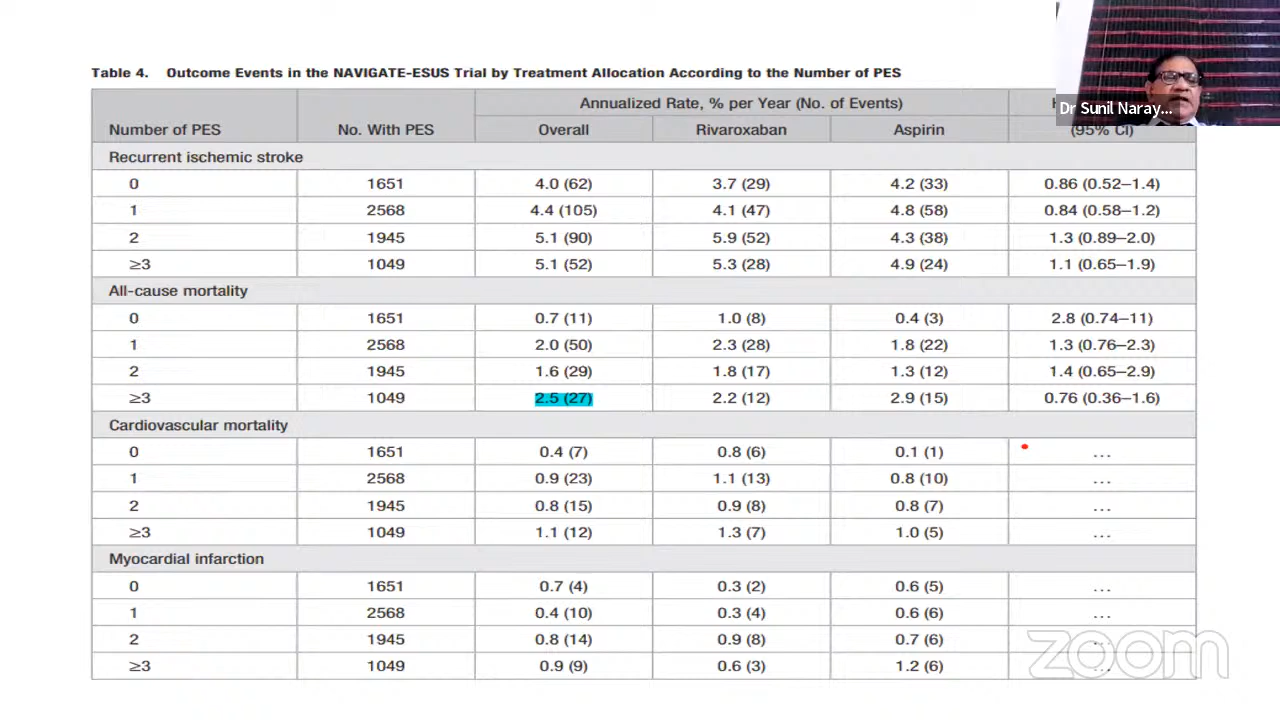 Dr Sunil Naray...
Table 4. Outcome Events in the NAVIGATE-ESUS Trial by Treatment Allocation According to the Number of PES
Annualized Rate, % per Year (No. of Events)
Number of PES No. With PES Overall Rivaroxaban Aspirin (95% CI)
Recurrent ischemic stroke
0 1651 4.0 (62) 3.7 (29) 4.2 (33) 0.86 (0.52–1.4)
1 2568 4.4 (105) 4.1 (47) 4.8 (58) 0.84 (0.58–1.2)
2 1945 5.1 (90) 5.9 (52) 4.3 (38) 1.3 (0.89–2.0)
≥3 1049 5.1 (52) 5.3 (28) 4.9 (24) 1.1 (0.65–1.9)
All-cause mortality
0 1651 0.7 (11) 1.0 (8) 0.4 (3) 2.8 (0.74–11)
1 2568 2.0 (50) 2.3 (28) 1.8 (22) 1.3 (0.76–2.3)
2 1945 1.6 (29) 1.8 (17) 1.3 (12) 1.4 (0.65–2.9)
≥3 1049 2.5 (27) 2.2 (12) 2.9 (15) 0.76 (0.36–1.6)
Cardiovascular mortality
0 1651 0.4 (7) 0.8 (6) 0.1 (1) ...
1 2568 0.9 (23) 1.1 (13) 0.8 (10) ...
2 1945 0.8 (15) 0.9 (8) 0.8 (7) ...
≥3 1049 1.1 (12) 1.3 (7) 1.0 (5) ...
Myocardial infarction
0 1651 0.7 (4) 0.3 (2) 0.6 (5) ...
1 2568 0.4 (10) 0.3 (4) 0.6 (6) ...
2 1945 0.8 (14) 0.9 (8) 0.7 (6) ...
≥3 1049 0.9 (9) 0.6 (3) 1.2 (6) ...
zoom